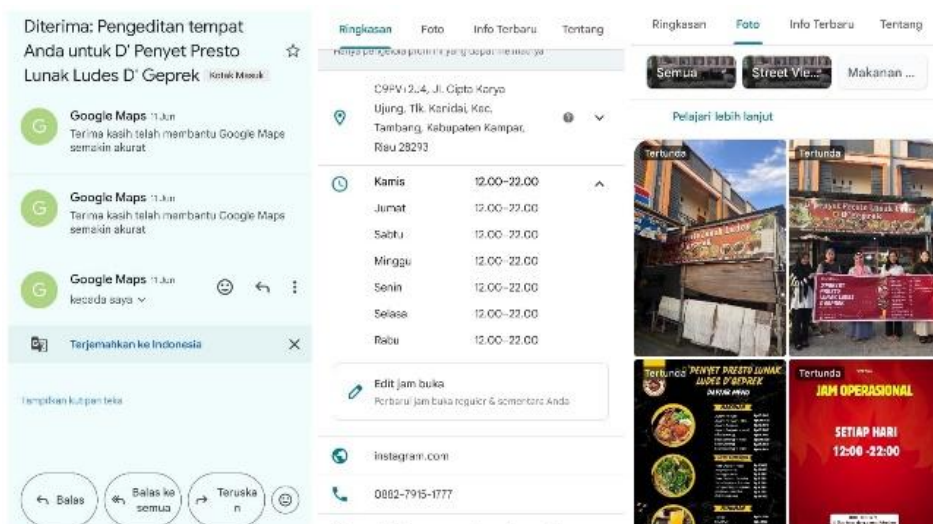 Diterima: Pengeditan tempat
Anda untuk D' Penyet Presto
Lunak Ludes D' Geprek Kotak Masuk
G
Google Maps 11 Jun
Terima kasih telah membantu Google Maps
semakin akurat
G
Google Maps 11 Jun
Terima kasih telah membantu Google Maps
semakin akurat
G
Google Maps 11 Jun
kepada saya
Terjemahkan ke Indonesia
Tampilkan kutipan teks
Balas
Balas ke
semua
Teruska
n
Ringkasan Foto Info Terbaru Tentang
Ujung, Tlk. Kenidai, Kec.
Tambang, Kabupaten Kampar,
Riau 28293
Kamis 12.00–22.00
Jumat 12.00–22.00
Sabtu 12.00–22.00
Minggu 12.00–22.00
Senin 12.00–22.00
Selasa 12.00–22.00
Rabu 12.00–22.00
Edit jam buka
Perbarui jam buka reguler & sementara Anda
instagram.com
0882-7915-1777
Ringkasan Foto Info Terbaru Tentang
Semua
Street Vie...
Makanan ...
Pelajari lebih lanjut
Tertunda
Tertunda
D'Penyet Presto Lunak Ludes
D'Geprek
Tertunda
D'PENYET PRESTO LUNAK
LUDES D'GEPREK
DAFTAR MENU
Tertunda
JAM OPERASIONAL
SETIAP HARI
12:00 -22:00